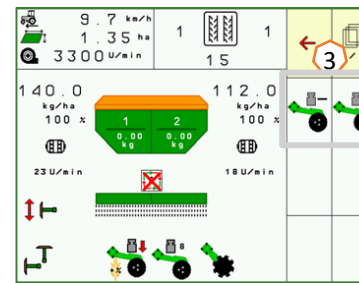 9.7 km/h
1.35 ha
3300 U/min
1 1
15
3
140.0 112.0
kg/ha kg/ha
100 % 100 %
1 2
0.00 0.00
kg kg
23 U/min 18 U/min
8